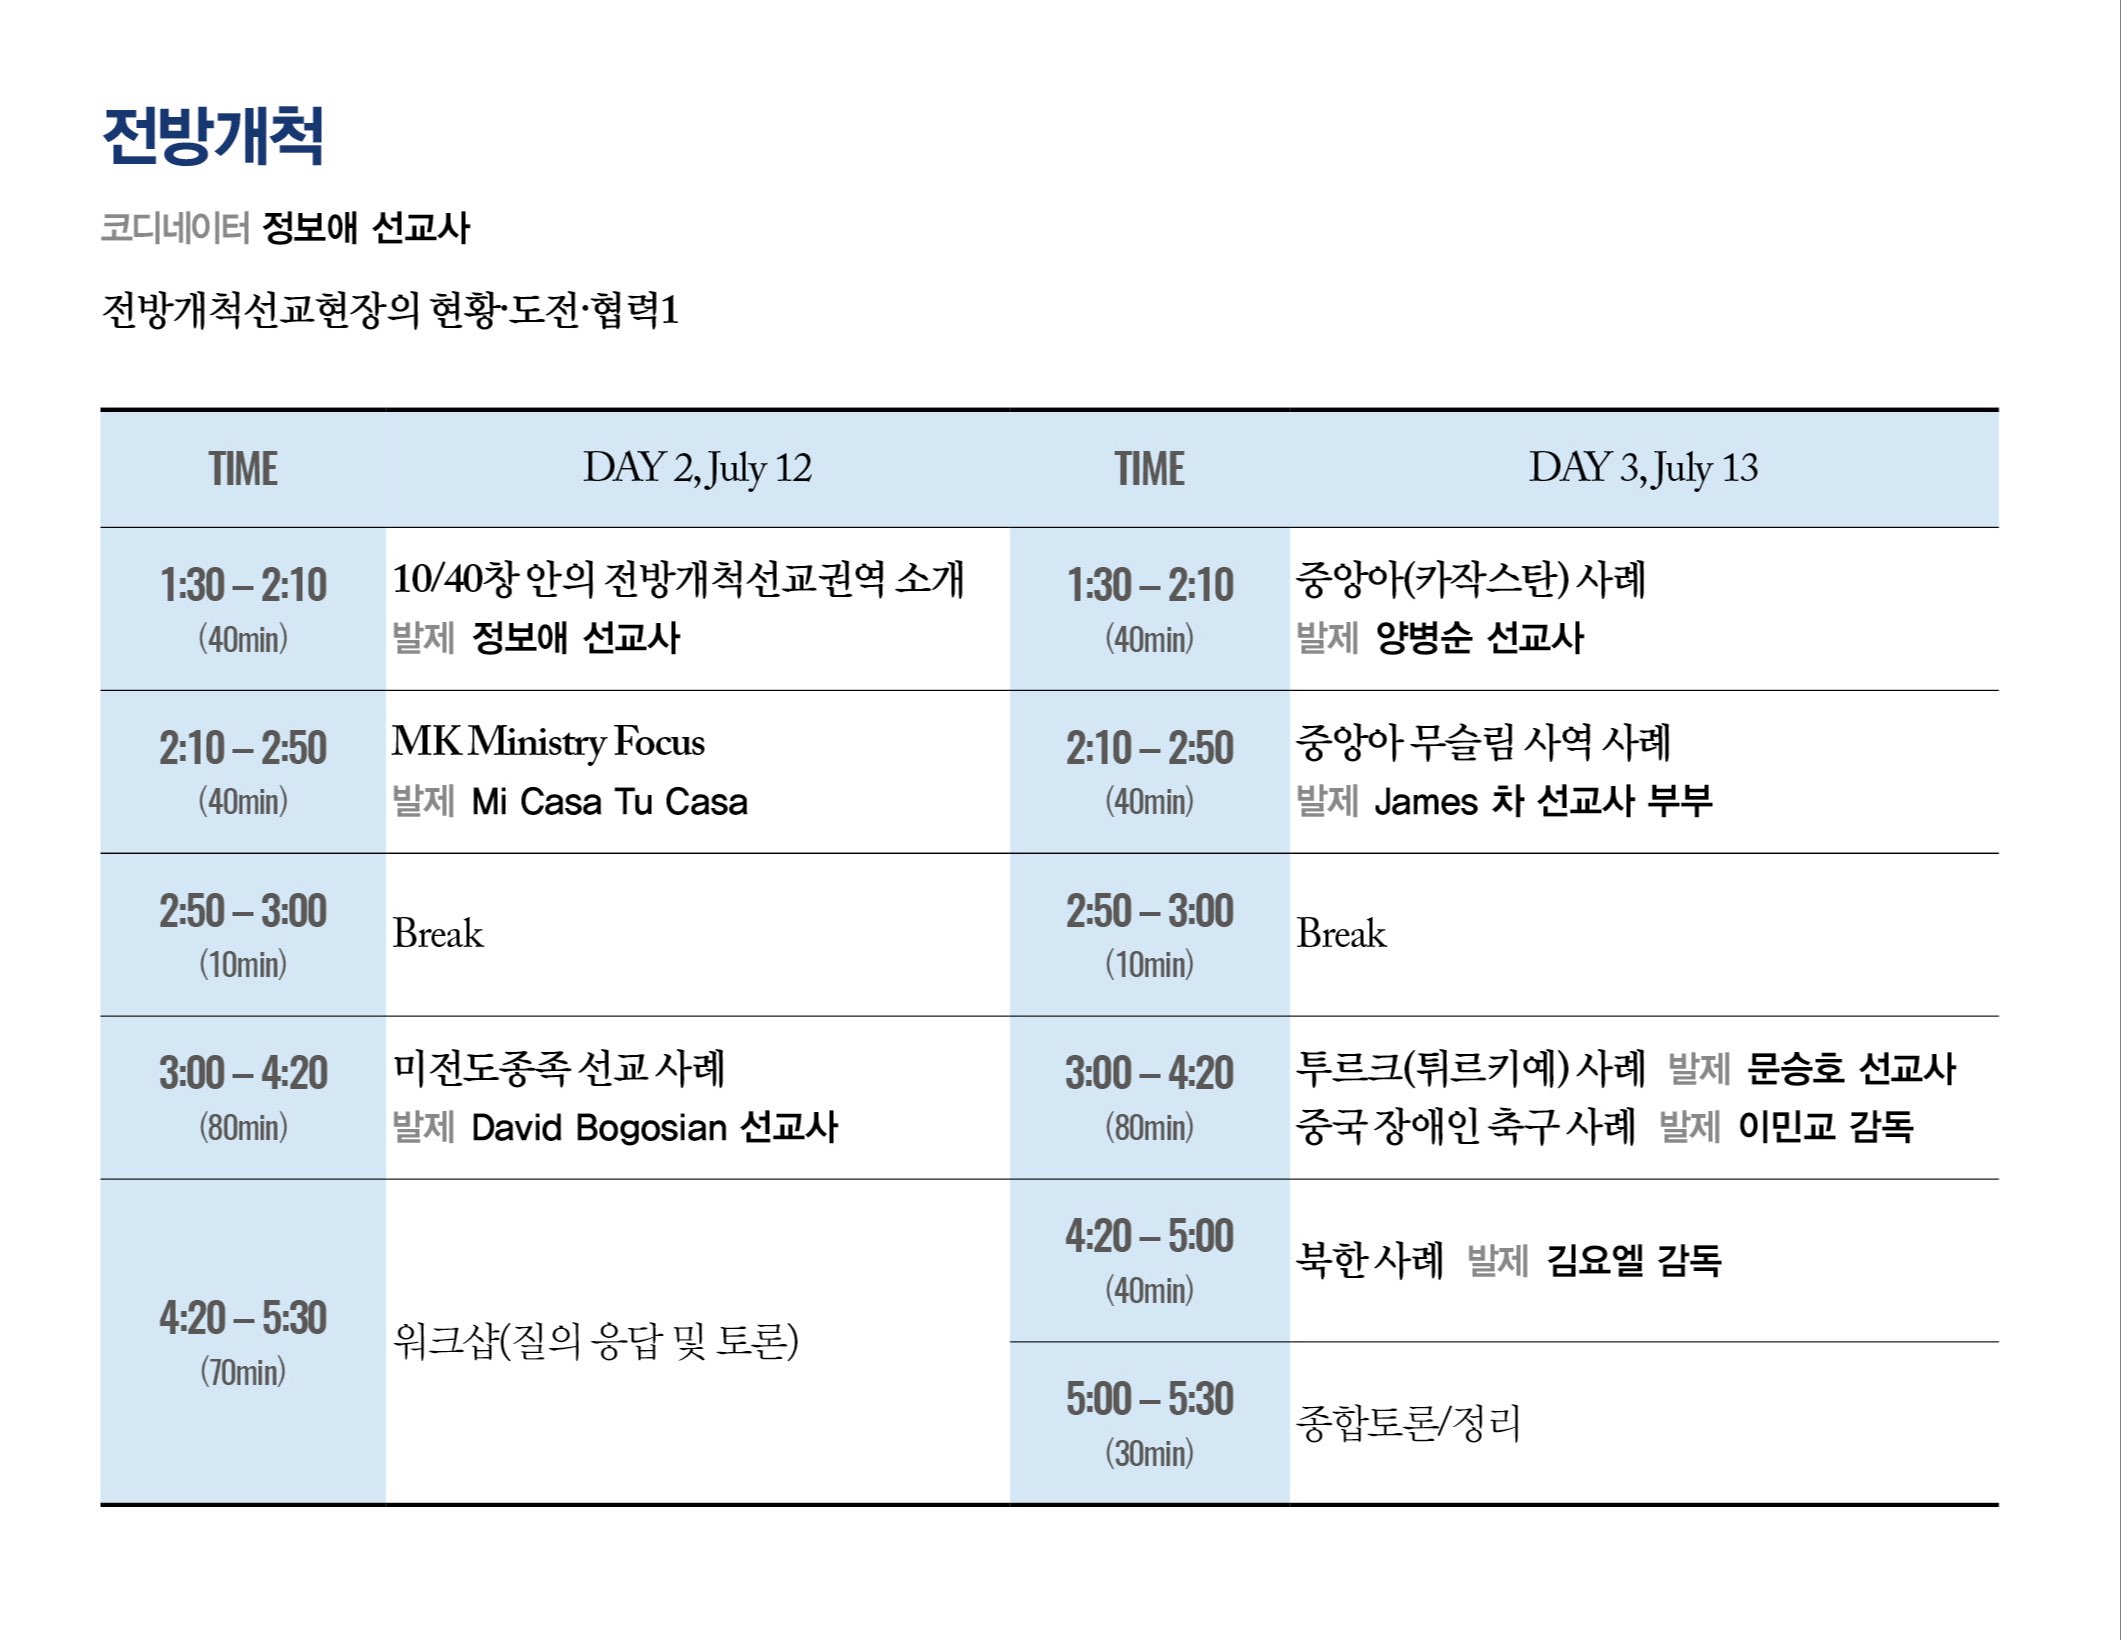 전방개척
코디네이터 정보애 선교사
전방개척선교현장의 현황·도전·협력1
TIME DAY 2, July 12 TIME DAY 3, July 13
1:30 – 2:10
(40min)
10/40창 안의 전방개척선교권역 소개
발제 정보애 선교사
1:30 – 2:10
(40min)
중앙아(카작스탄) 사례
발제 양병순 선교사
2:10 – 2:50
(40min)
MK Ministry Focus
발제 Mi Casa Tu Casa
2:10 – 2:50
(40min)
중앙아 무슬림 사역 사례
발제 James 차 선교사 부부
2:50 – 3:00
(10min)
Break
2:50 – 3:00
(10min)
Break
3:00 – 4:20
(80min)
미전도종족 선교 사례
발제 David Bogosian 선교사
3:00 – 4:20
(80min)
투르크(튀르키예) 사례 발제 문승호 선교사
중국 장애인 축구 사례 발제 이민교 감독
4:20 – 5:30
(70min)
워크샵(질의 응답 및 토론)
4:20 – 5:00
(40min)
북한 사례 발제 김요엘 감독
5:00 – 5:30
(30min)
종합토론/정리